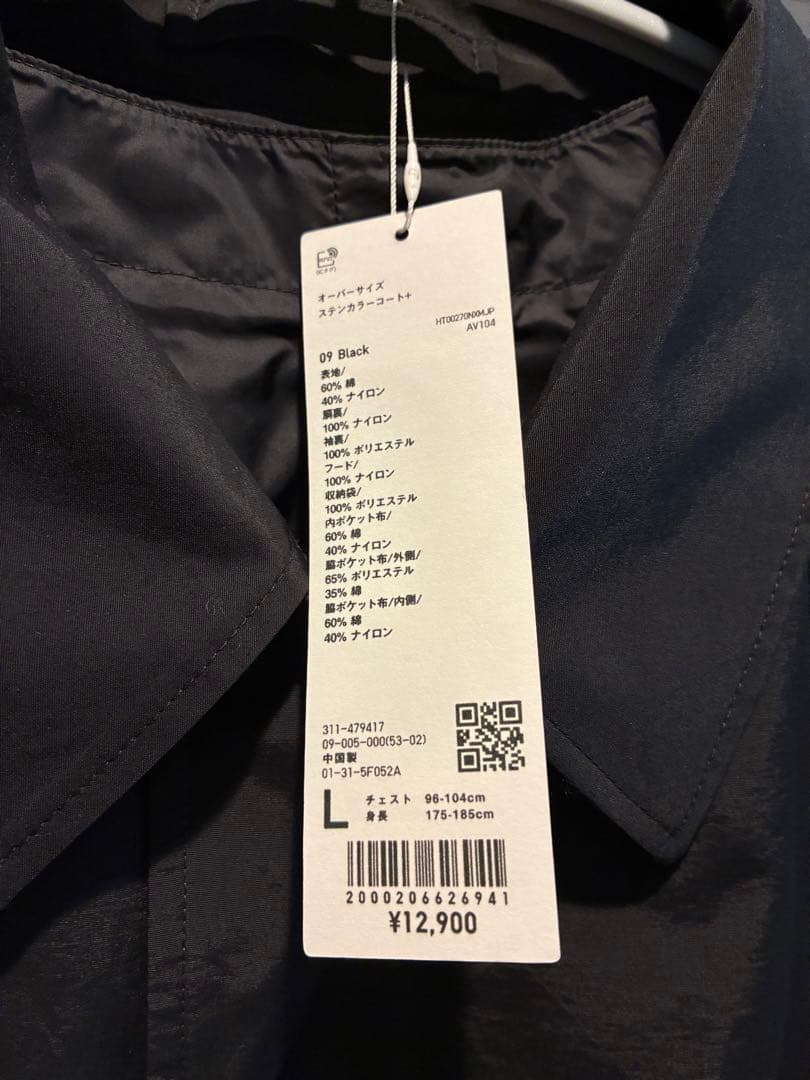 (ICタグ)
オーバーサイズ
ステンカラーコート+
HT00270NXMJP
AV104
09 Black
表地/
60% 綿
40% ナイロン
胴裏/
100% ナイロン
袖裏/
100% ポリエステル
フード/
100% ナイロン
収納袋/
100% ポリエステル
内ポケット布/
60% 綿
40% ナイロン
脇ポケット布/外側/
65% ポリエステル
35% 綿
脇ポケット布/内側/
60% 綿
40% ナイロン
311-479417
09-005-000(53-02)
中国製
01-31-5F052A
L チェスト 96-104cm
身長 175-185cm
2000206626941
¥12,900